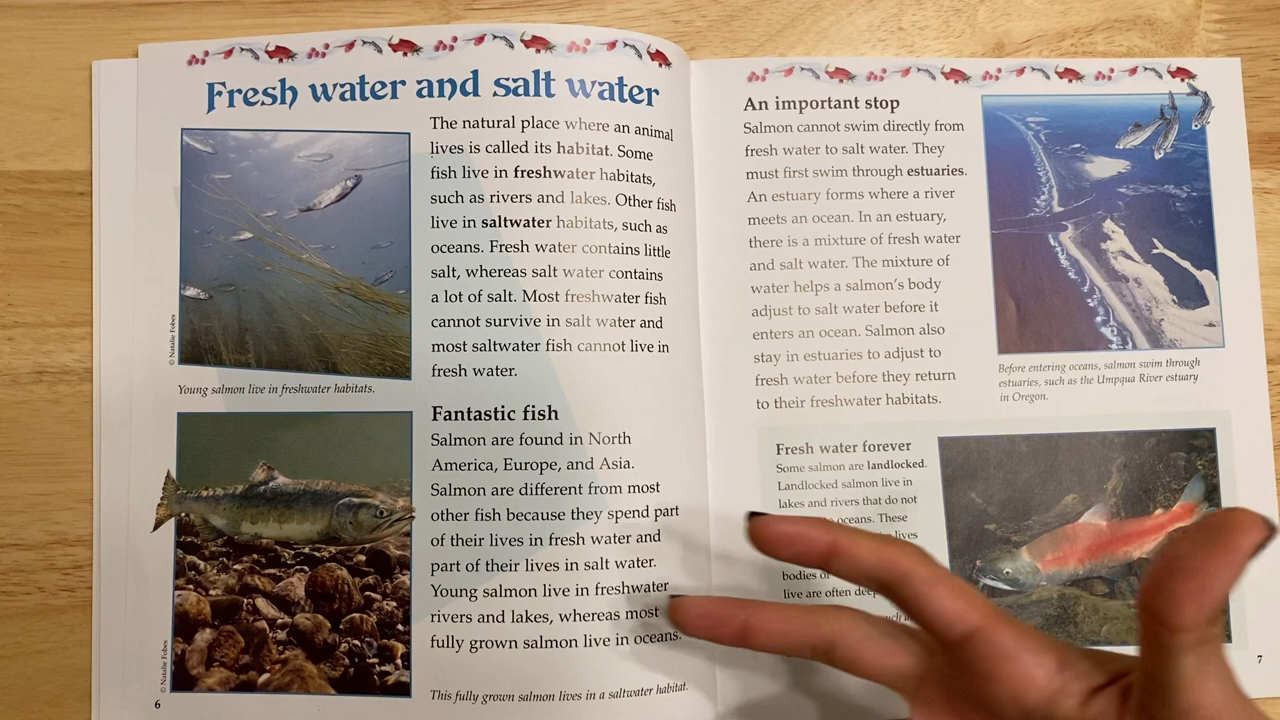 Fresh water and salt water
The natural place where an animal
lives is called its habitat. Some
fish live in freshwater habitats,
such as rivers and lakes. Other fish
live in saltwater habitats, such as
oceans. Fresh water contains little
salt, whereas salt water contains
a lot of salt. Most freshwater fish
cannot survive in salt water and
most saltwater fish cannot live in
fresh water.
© Natalie Fobes
Young salmon live in freshwater habitats.
Fantastic fish
Salmon are found in North
America, Europe, and Asia.
Salmon are different from most
other fish because they spend part
of their lives in fresh water and
part of their lives in salt water.
Young salmon live in freshwater
rivers and lakes, whereas most
fully grown salmon live in oceans.
© Natalie Fobes
This fully grown salmon lives in a saltwater habitat.
6
An important stop
Salmon cannot swim directly from
fresh water to salt water. They
must first swim through estuaries.
An estuary forms where a river
meets an ocean. In an estuary,
there is a mixture of fresh water
and salt water. The mixture of
water helps a salmon's body
adjust to salt water before it
enters an ocean. Salmon also
stay in estuaries to adjust to
fresh water before they return
to their freshwater habitats.
Before entering oceans, salmon swim through
estuaries, such as the Umpqua River estuary
in Oregon.
Fresh water forever
Some salmon are landlocked.
Landlocked salmon live in
lakes and rivers that do not
oceans. These
lives
bodies of
live are often
7